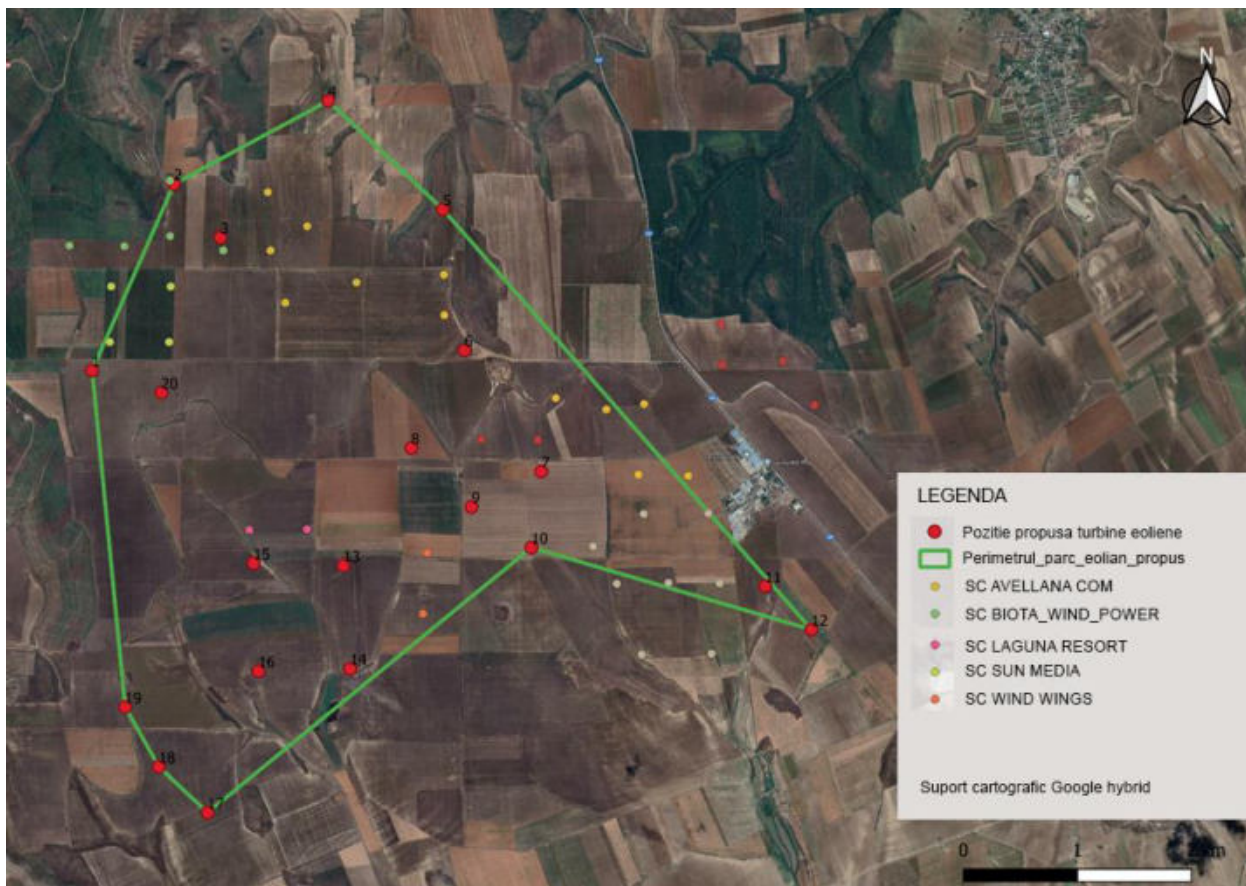 N
4
2
5
3
6
1
20
8
7
9
10
15
13
11
12
16
14
19
18
17
LEGENDA
Pozitie propusa turbine eoliene
Perimetrul_parc_eolian_propus
SC AVELLANA COM
SC BIOTA_WIND_POWER
SC LAGUNA RESORT
SC SUN MEDIA
SC WIND WINGS
Suport cartografic Google hybrid
0 1